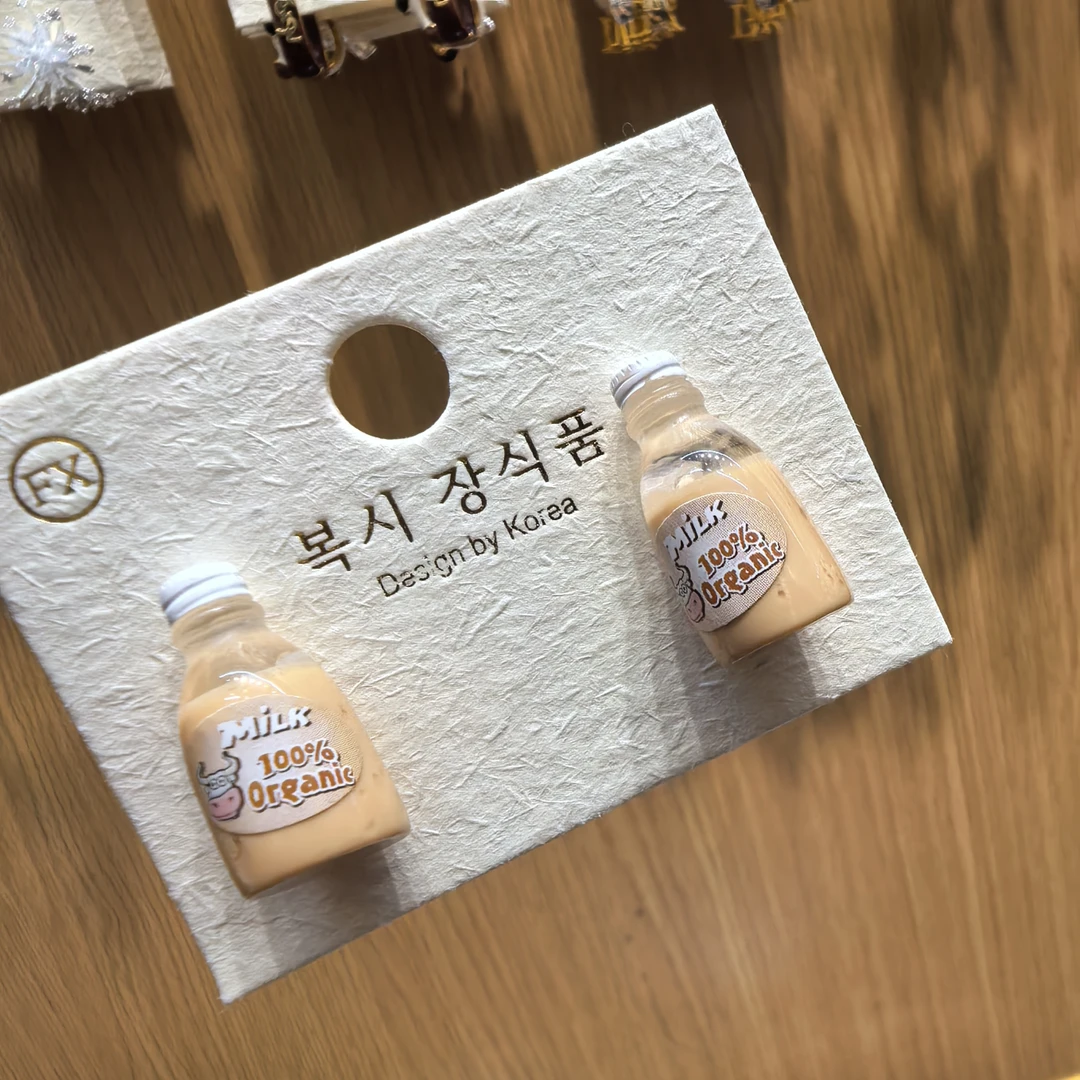 FX
복시 장식품
Design by Korea
MiLK
100%
Organic
MiLK
100%
Organic